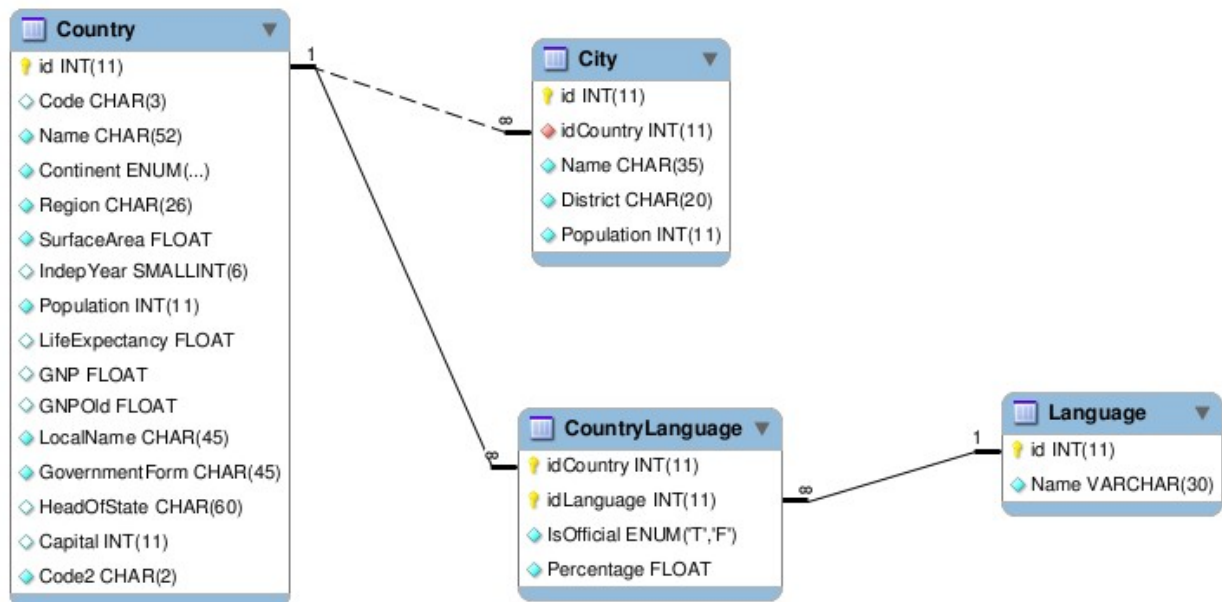 Country
id INT(11)
Code CHAR(3)
Name CHAR(52)
Continent ENUM(...)
Region CHAR(26)
SurfaceArea FLOAT
IndepYear SMALLINT(6)
Population INT(11)
LifeExpectancy FLOAT
GNP FLOAT
GNPOld FLOAT
LocalName CHAR(45)
GovernmentForm CHAR(45)
HeadOfState CHAR(60)
Capital INT(11)
Code2 CHAR(2)
1
∞
City
id INT(11)
idCountry INT(11)
Name CHAR(35)
District CHAR(20)
Population INT(11)
∞
CountryLanguage
idCountry INT(11)
idLanguage INT(11)
IsOfficial ENUM('T','F')
Percentage FLOAT
∞
1
Language
id INT(11)
Name VARCHAR(30)